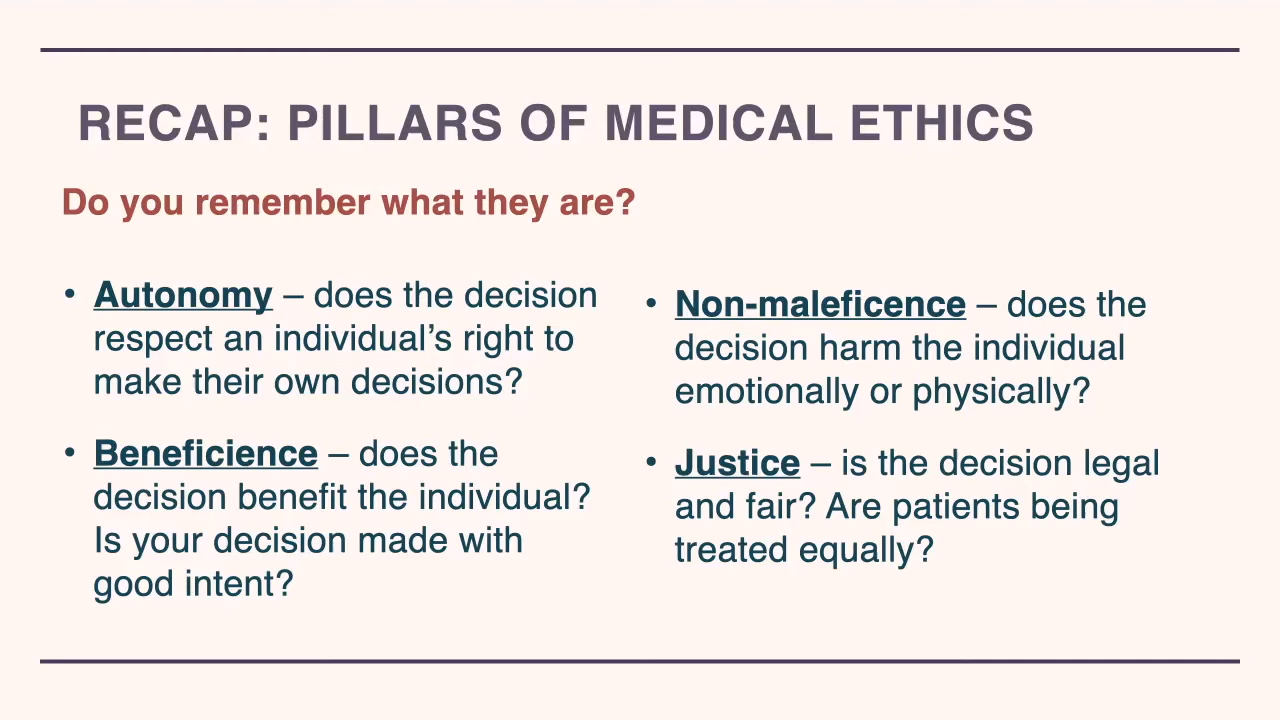 RECAP: PILLARS OF MEDICAL ETHICS
Do you remember what they are?
• Autonomy – does the decision
respect an individual’s right to
make their own decisions?
• Beneficience – does the
decision benefit the individual?
Is your decision made with
good intent?
• Non-maleficence – does the
decision harm the individual
emotionally or physically?
• Justice – is the decision legal
and fair? Are patients being
treated equally?